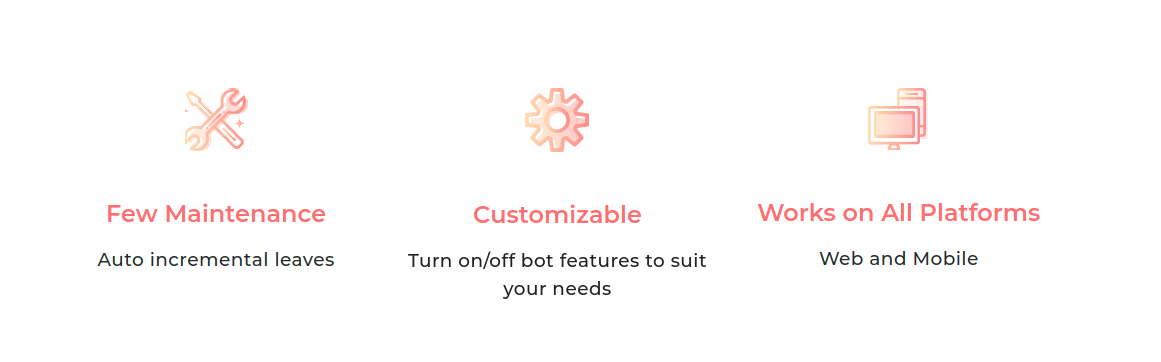 Few Maintenance
Auto incremental leaves
Customizable
Turn on/off bot features to suit
your needs
Works on All Platforms
Web and Mobile